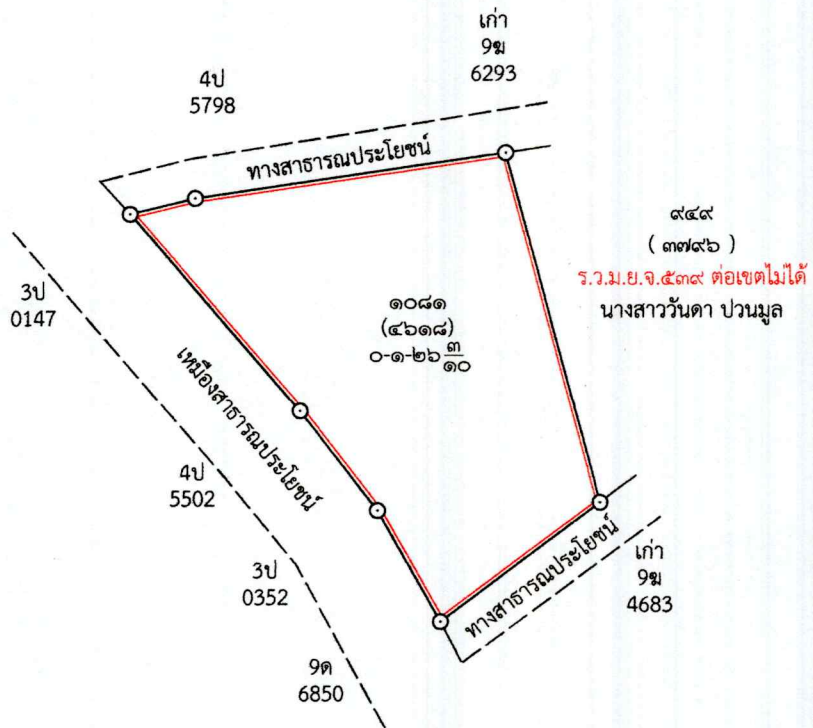 เก่า
9ฆ
6293
4ป
5798
ทางสาธารณประโยชน์
๙๔๙
( ๓๗๙๖ )
ร.ว.ม.ย.จ.๕๓๙ ต่อเขตไม่ได้
นางสาววันดา ปวนมูล
3ป
0147
๑๐๘๑
(๔๖๑๘)
๐-๑-๒๖ ๓/๑๐
เหมืองสาธารณประโยชน์
4ป
5502
3ป
0352
ทางสาธารณประโยชน์
เก่า
9ฆ
4683
9ด
6850